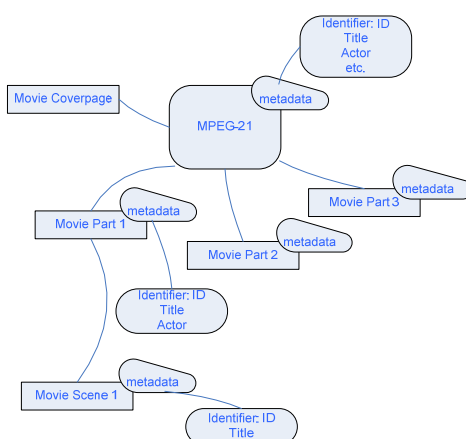 Identifier: ID
Title
Actor
etc.
Movie Coverpage
metadata
MPEG-21
metadata
Movie Part 3
metadata
Movie Part 1
metadata
Movie Part 2
Identifier: ID
Title
Actor
metadata
Movie Scene 1
Identifier: ID
Title